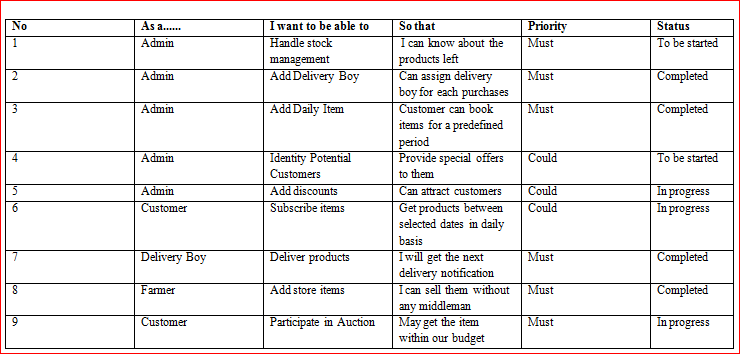 No As a...... I want to be able to So that Priority Status
1 Admin Handle stock management I can know about the products left Must To be started
2 Admin Add Delivery Boy Can assign delivery boy for each purchases Must Completed
3 Admin Add Daily Item Customer can book items for a predefined period Must Completed
4 Admin Identity Potential Customers Provide special offers to them Could To be started
5 Admin Add discounts Can attract customers Could In progress
6 Customer Subscribe items Get products between selected dates in daily basis Could In progress
7 Delivery Boy Deliver products I will get the next delivery notification Must Completed
8 Farmer Add store items I can sell them without any middleman Must Completed
9 Customer Participate in Auction May get the item within our budget Must In progress